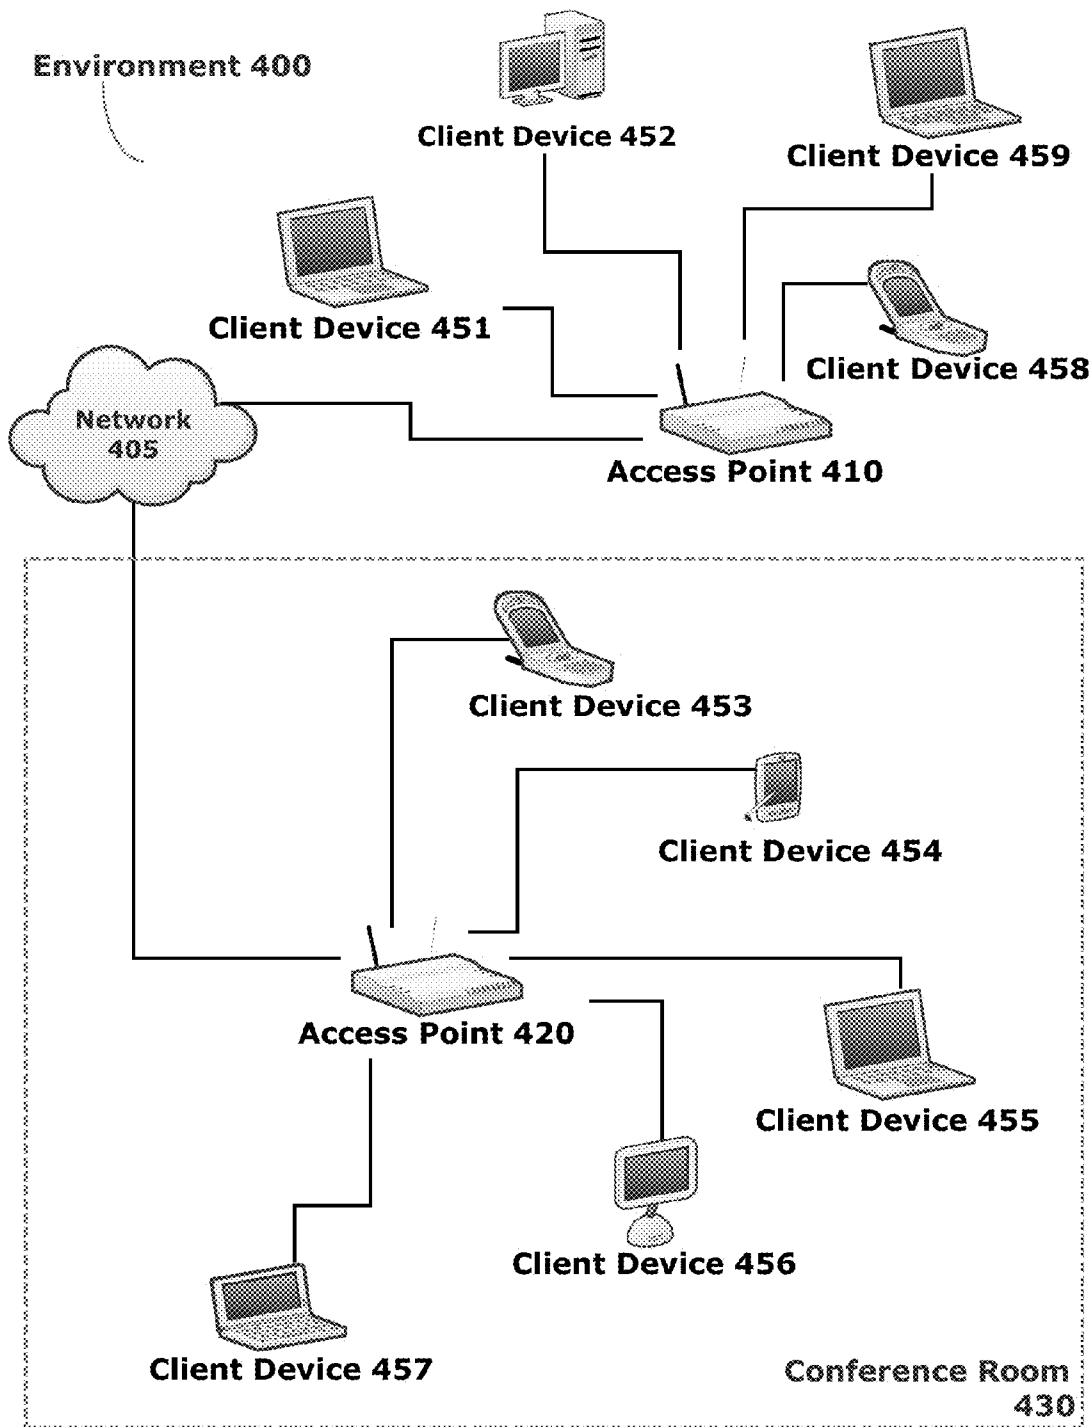 Environment 400
Client Device 452
Client Device 459
Client Device 451
Client Device 458
Network
405
Access Point 410
Client Device 453
Client Device 454
Access Point 420
Client Device 455
Client Device 456
Client Device 457
Conference Room
430